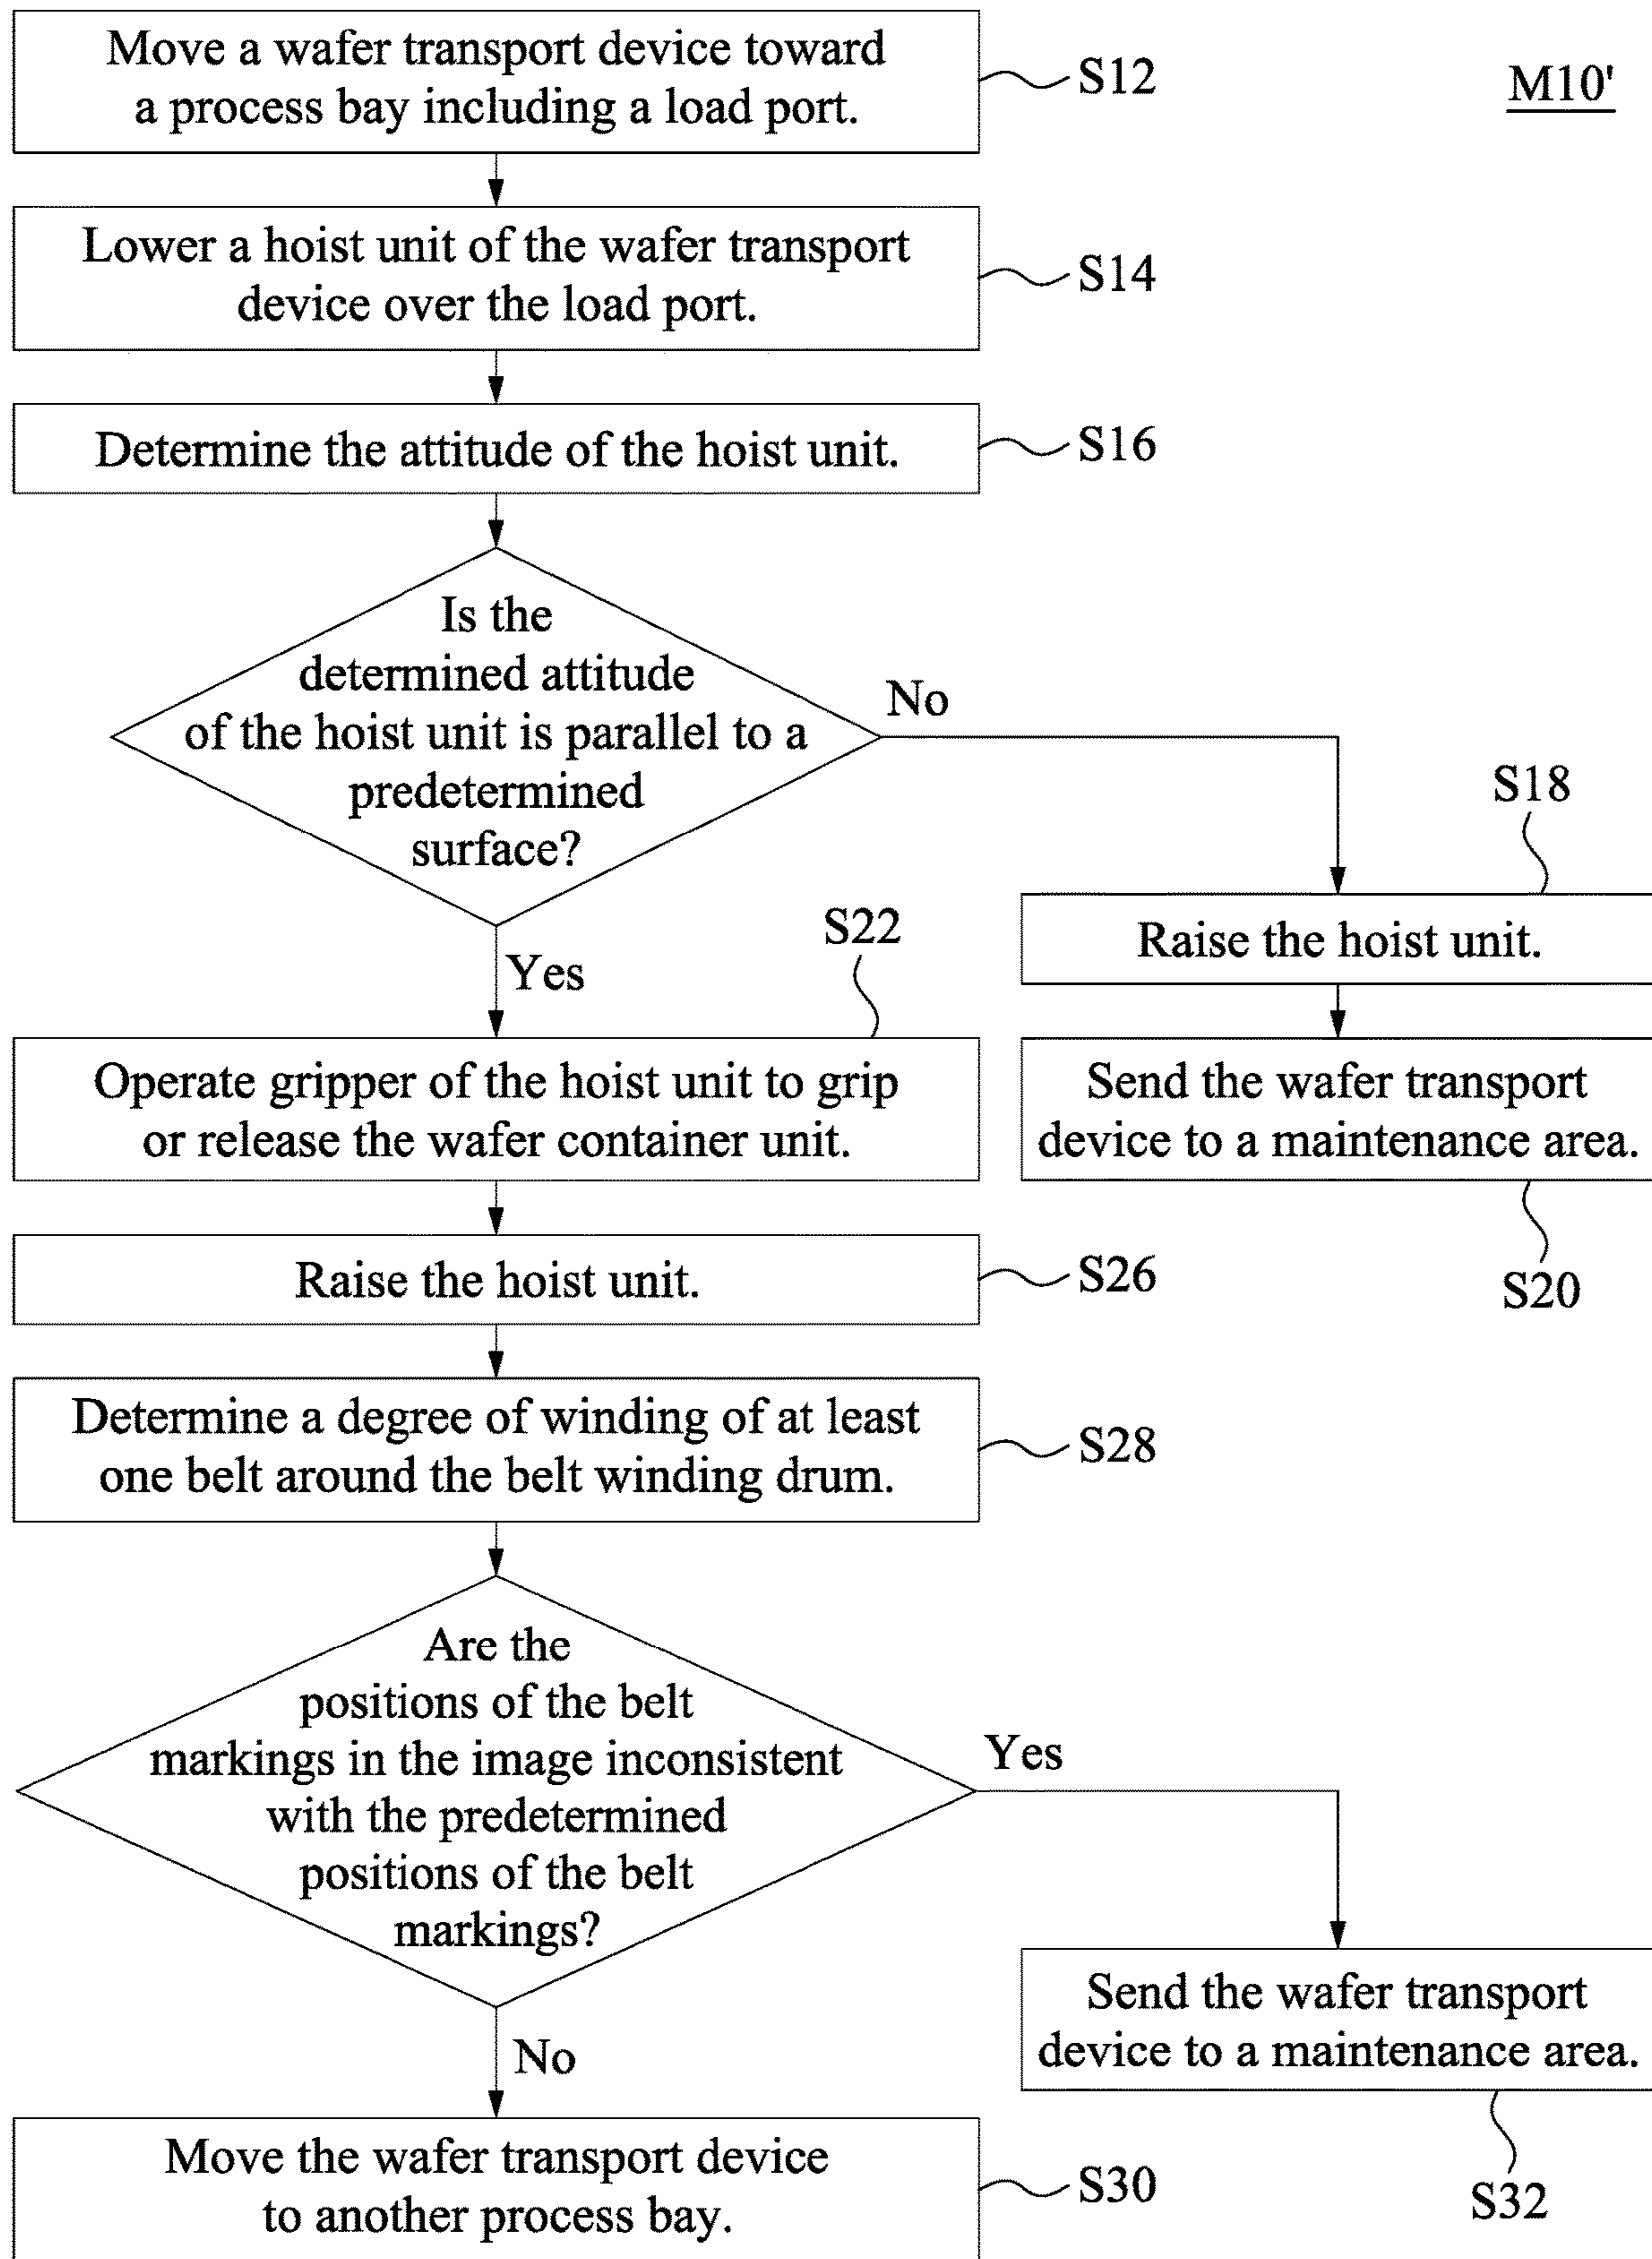 Move a wafer transport device toward
a process bay including a load port.
S12
M10'
Lower a hoist unit of the wafer transport
device over the load port.
S14
Determine the attitude of the hoist unit.
S16
Is the
determined attitude
of the hoist unit is parallel to a
predetermined
surface?
No
S18
Raise the hoist unit.
Send the wafer transport
device to a maintenance area.
S20
Yes
S22
Operate gripper of the hoist unit to grip
or release the wafer container unit.
Raise the hoist unit.
S26
Determine a degree of winding of at least
one belt around the belt winding drum.
S28
Are the
positions of the belt
markings in the image inconsistent
with the predetermined
positions of the belt
markings?
Yes
Send the wafer transport
device to a maintenance area.
S32
No
Move the wafer transport device
to another process bay.
S30